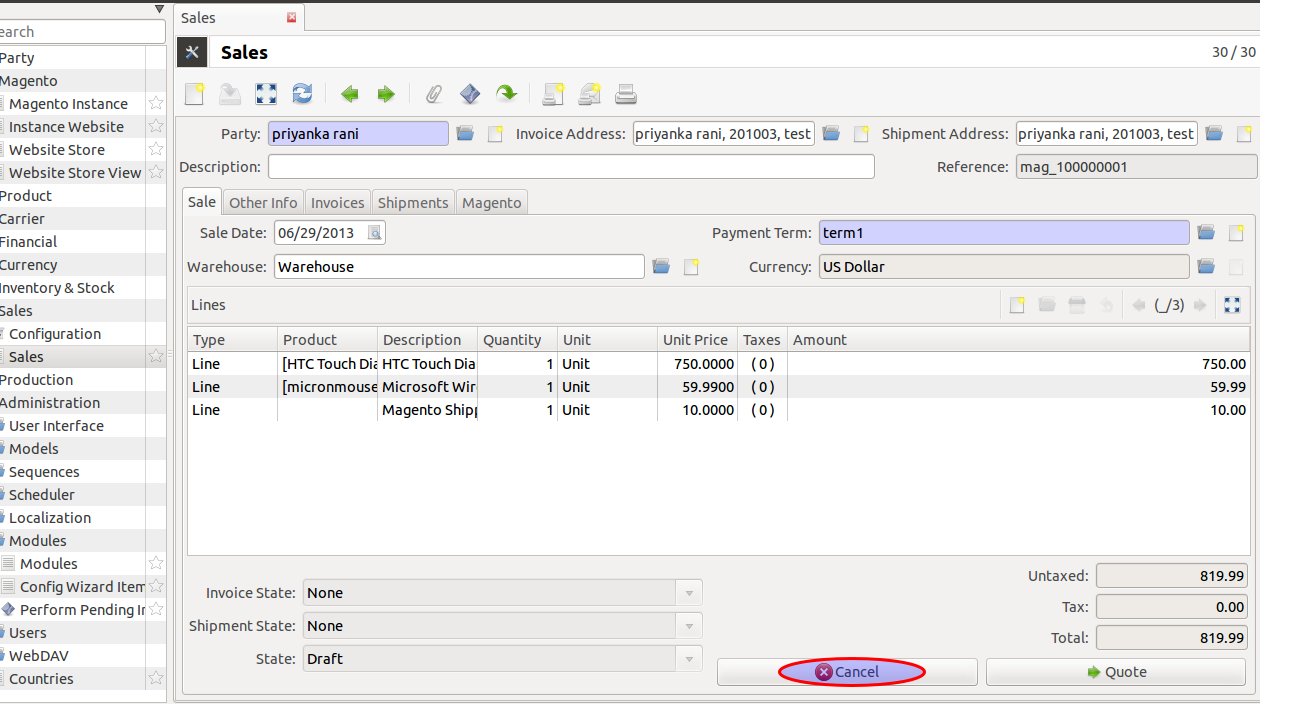 earch
Party
Magento
Magento Instance
Instance Website
Website Store
Website Store View
Product
Carrier
Financial
Currency
Inventory & Stock
Sales
Configuration
Sales
Production
Administration
User Interface
Models
Sequences
Scheduler
Localization
Modules
Modules
Config Wizard Item
Perform Pending In
Users
WebDAV
Countries
Sales
Sales 30 / 30
Party: priyanka rani Invoice Address: priyanka rani, 201003, test Shipment Address: priyanka rani, 201003, test
Description: Reference: mag_100000001
Sale Other Info Invoices Shipments Magento
Sale Date: 06/29/2013 Payment Term: term1
Warehouse: Warehouse Currency: US Dollar
Lines (_/3)
Type Product Description Quantity Unit Unit Price Taxes Amount
Line [HTC Touch Dia HTC Touch Dia 1 Unit 750.0000 ( 0 ) 750.00
Line [micronmouse Microsoft Wir 1 Unit 59.9900 ( 0 ) 59.99
Line Magento Shipp 1 Unit 10.0000 ( 0 ) 10.00
Untaxed: 819.99
Invoice State: None
Tax: 0.00
Shipment State: None
Total: 819.99
State: Draft
Cancel Quote